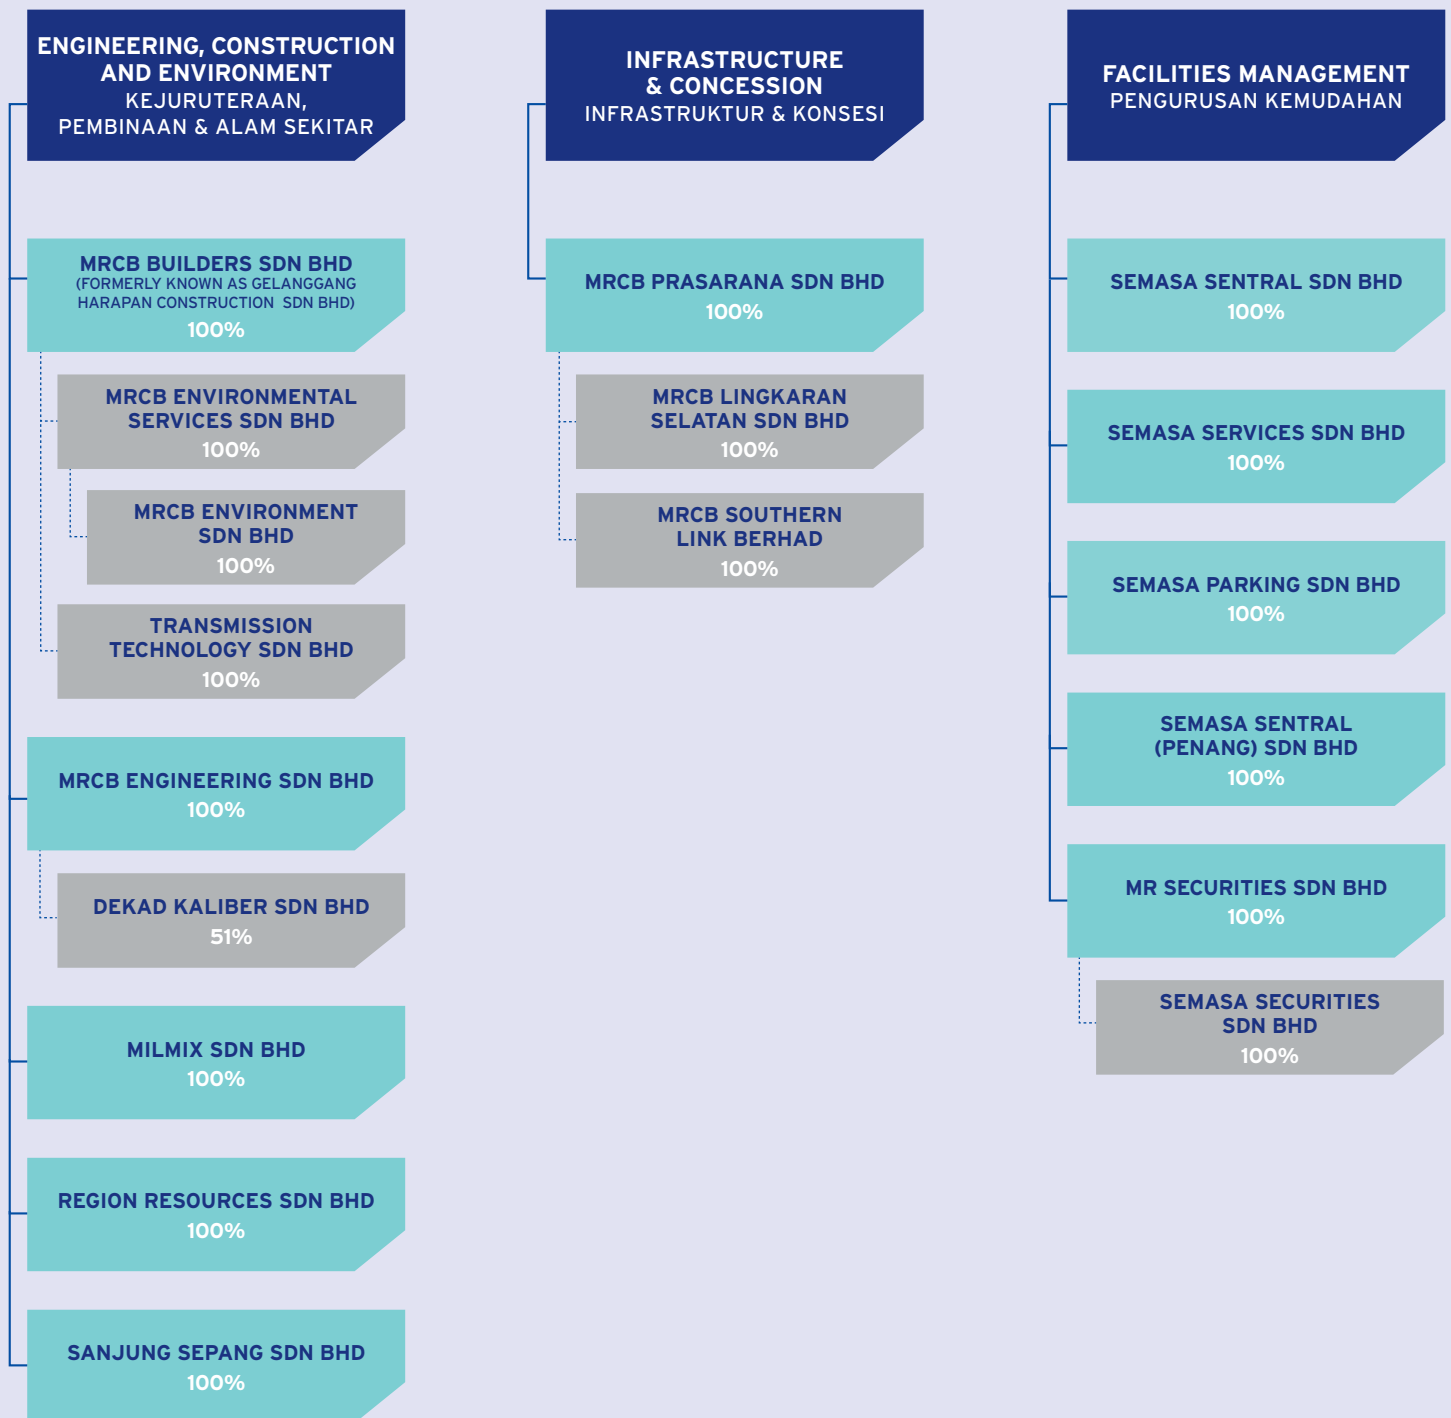 ENGINEERING, CONSTRUCTION
AND ENVIRONMENT
KEJURUTERAAN,
PEMBINAAN & ALAM SEKITAR
MRCB BUILDERS SDN BHD
(FORMERLY KNOWN AS GELANGGANG
HARAPAN CONSTRUCTION SDN BHD)
100%
MRCB ENVIRONMENTAL
SERVICES SDN BHD
100%
MRCB ENVIRONMENT
SDN BHD
100%
TRANSMISSION
TECHNOLOGY SDN BHD
100%
MRCB ENGINEERING SDN BHD
100%
DEKAD KALIBER SDN BHD
51%
MILMIX SDN BHD
100%
REGION RESOURCES SDN BHD
100%
SANJUNG SEPANG SDN BHD
100%
INFRASTRUCTURE
& CONCESSION
INFRASTRUKTUR & KONSESI
MRCB PRASARANA SDN BHD
100%
MRCB LINGKARAN
SELATAN SDN BHD
100%
MRCB SOUTHERN
LINK BERHAD
100%
FACILITIES MANAGEMENT
PENGURUSAN KEMUDAHAN
SEMASA SENTRAL SDN BHD
100%
SEMASA SERVICES SDN BHD
100%
SEMASA PARKING SDN BHD
100%
SEMASA SENTRAL
(PENANG) SDN BHD
100%
MR SECURITIES SDN BHD
100%
SEMASA SECURITIES
SDN BHD
100%